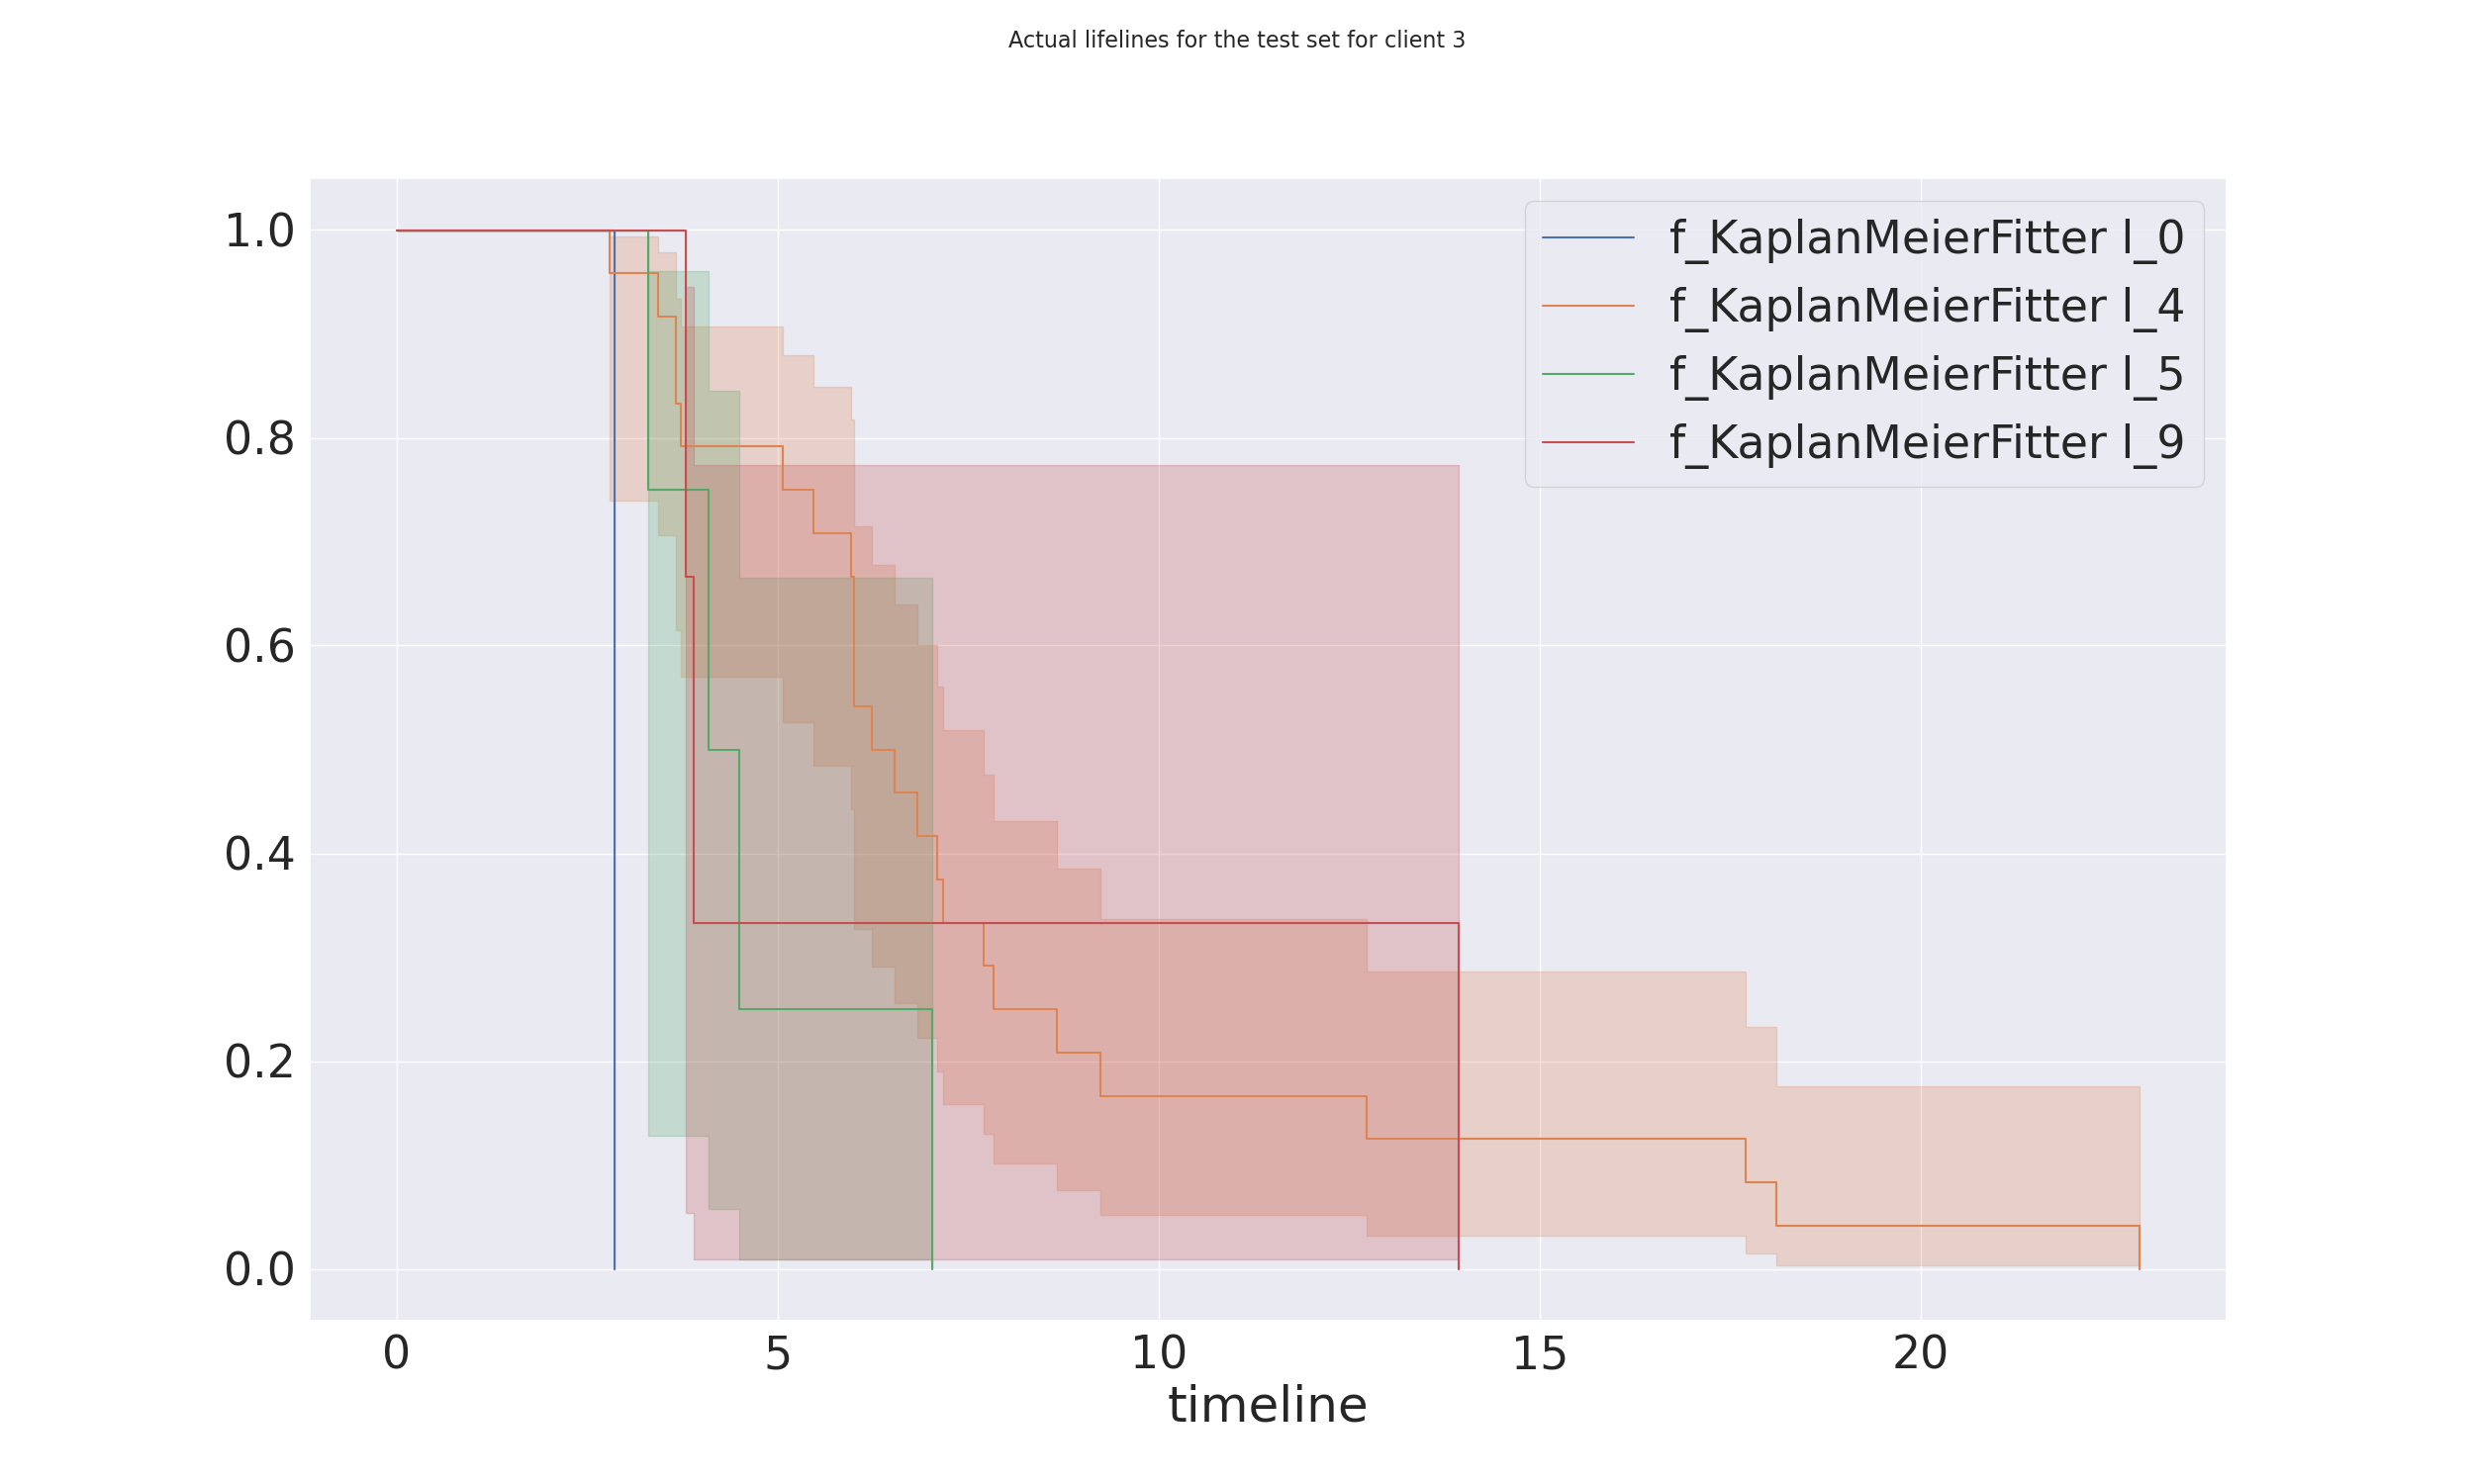 Actual lifelines for the test set for client 3
1.0
0.8
0.6
0.4
0.2
0.0
f_KaplanMeierFitter l_0
f_KaplanMeierFitter l_4
f_KaplanMeierFitter l_5
f_KaplanMeierFitter l_9
0 5 10 15 20
timeline